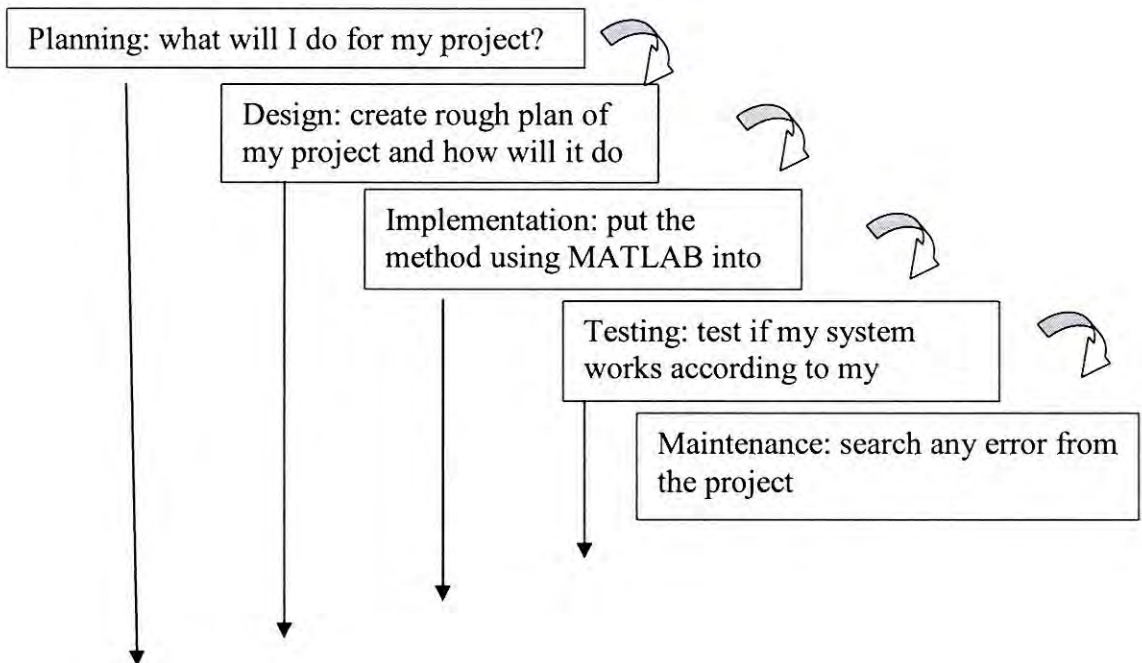 Planning: what will I do for my project?
Design: create rough plan of
my project and how will it do
Implementation: put the
method using MATLAB into
Testing: test if my system
works according to my
Maintenance: search any error from
the project